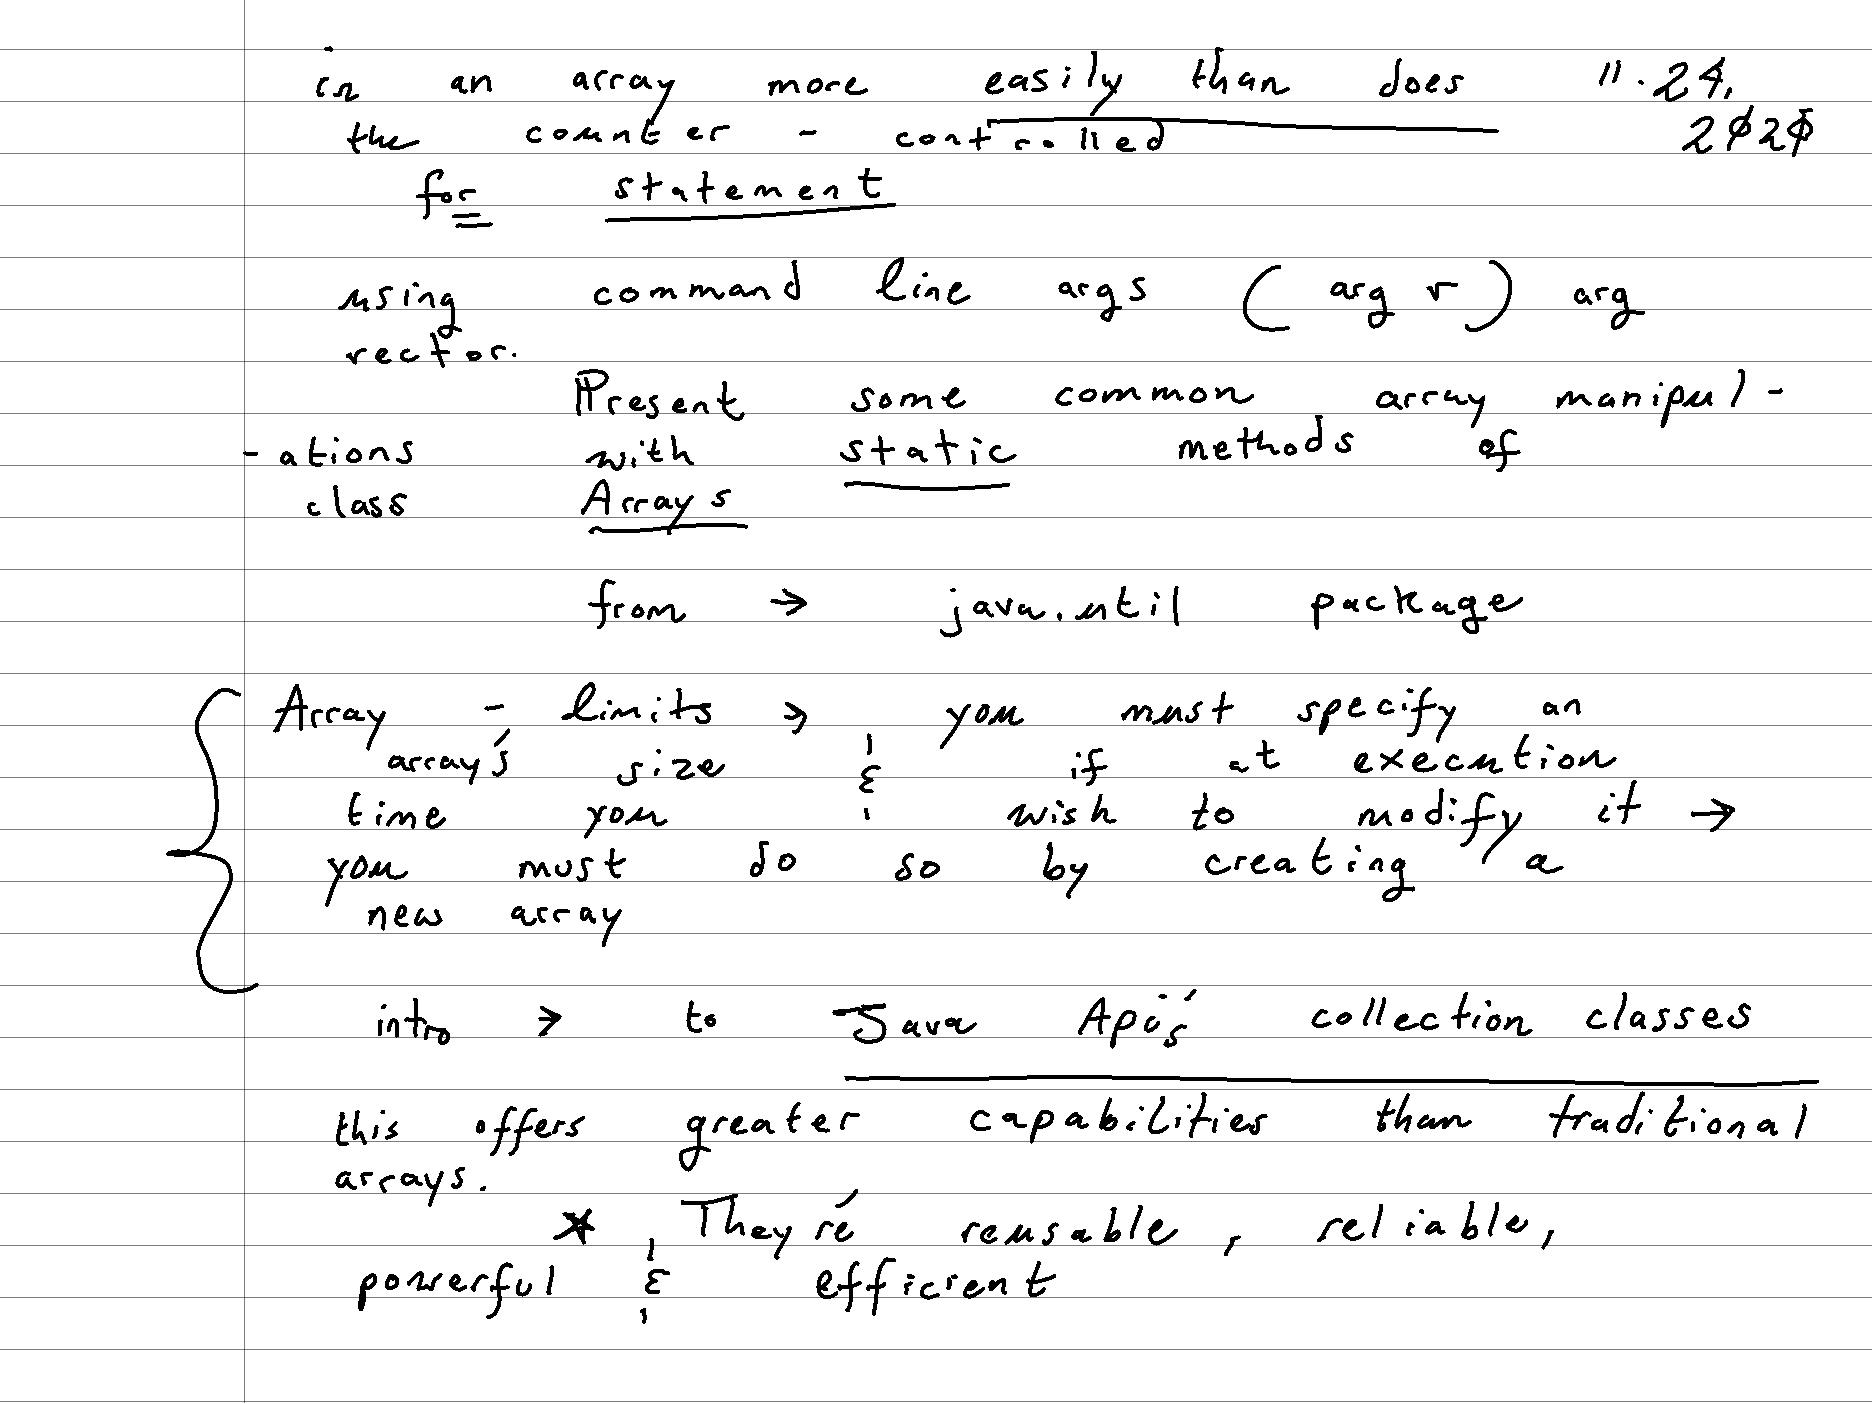 in an array more easily than does 11.24,
the counter - controlled 2020
for statement
using command line args (argv) arg
vector.
Present some common array manipul-
-ations with static methods of
class Arrays
from → java.util package
Array - limits → you must specify an
array's size & if at execution
time you wish to modify it →
you must do so by creating a
new array
intro → to Java Api's collection classes
this offers greater capabilities than traditional
arrays.
* They're reusable, reliable,
powerful & efficient